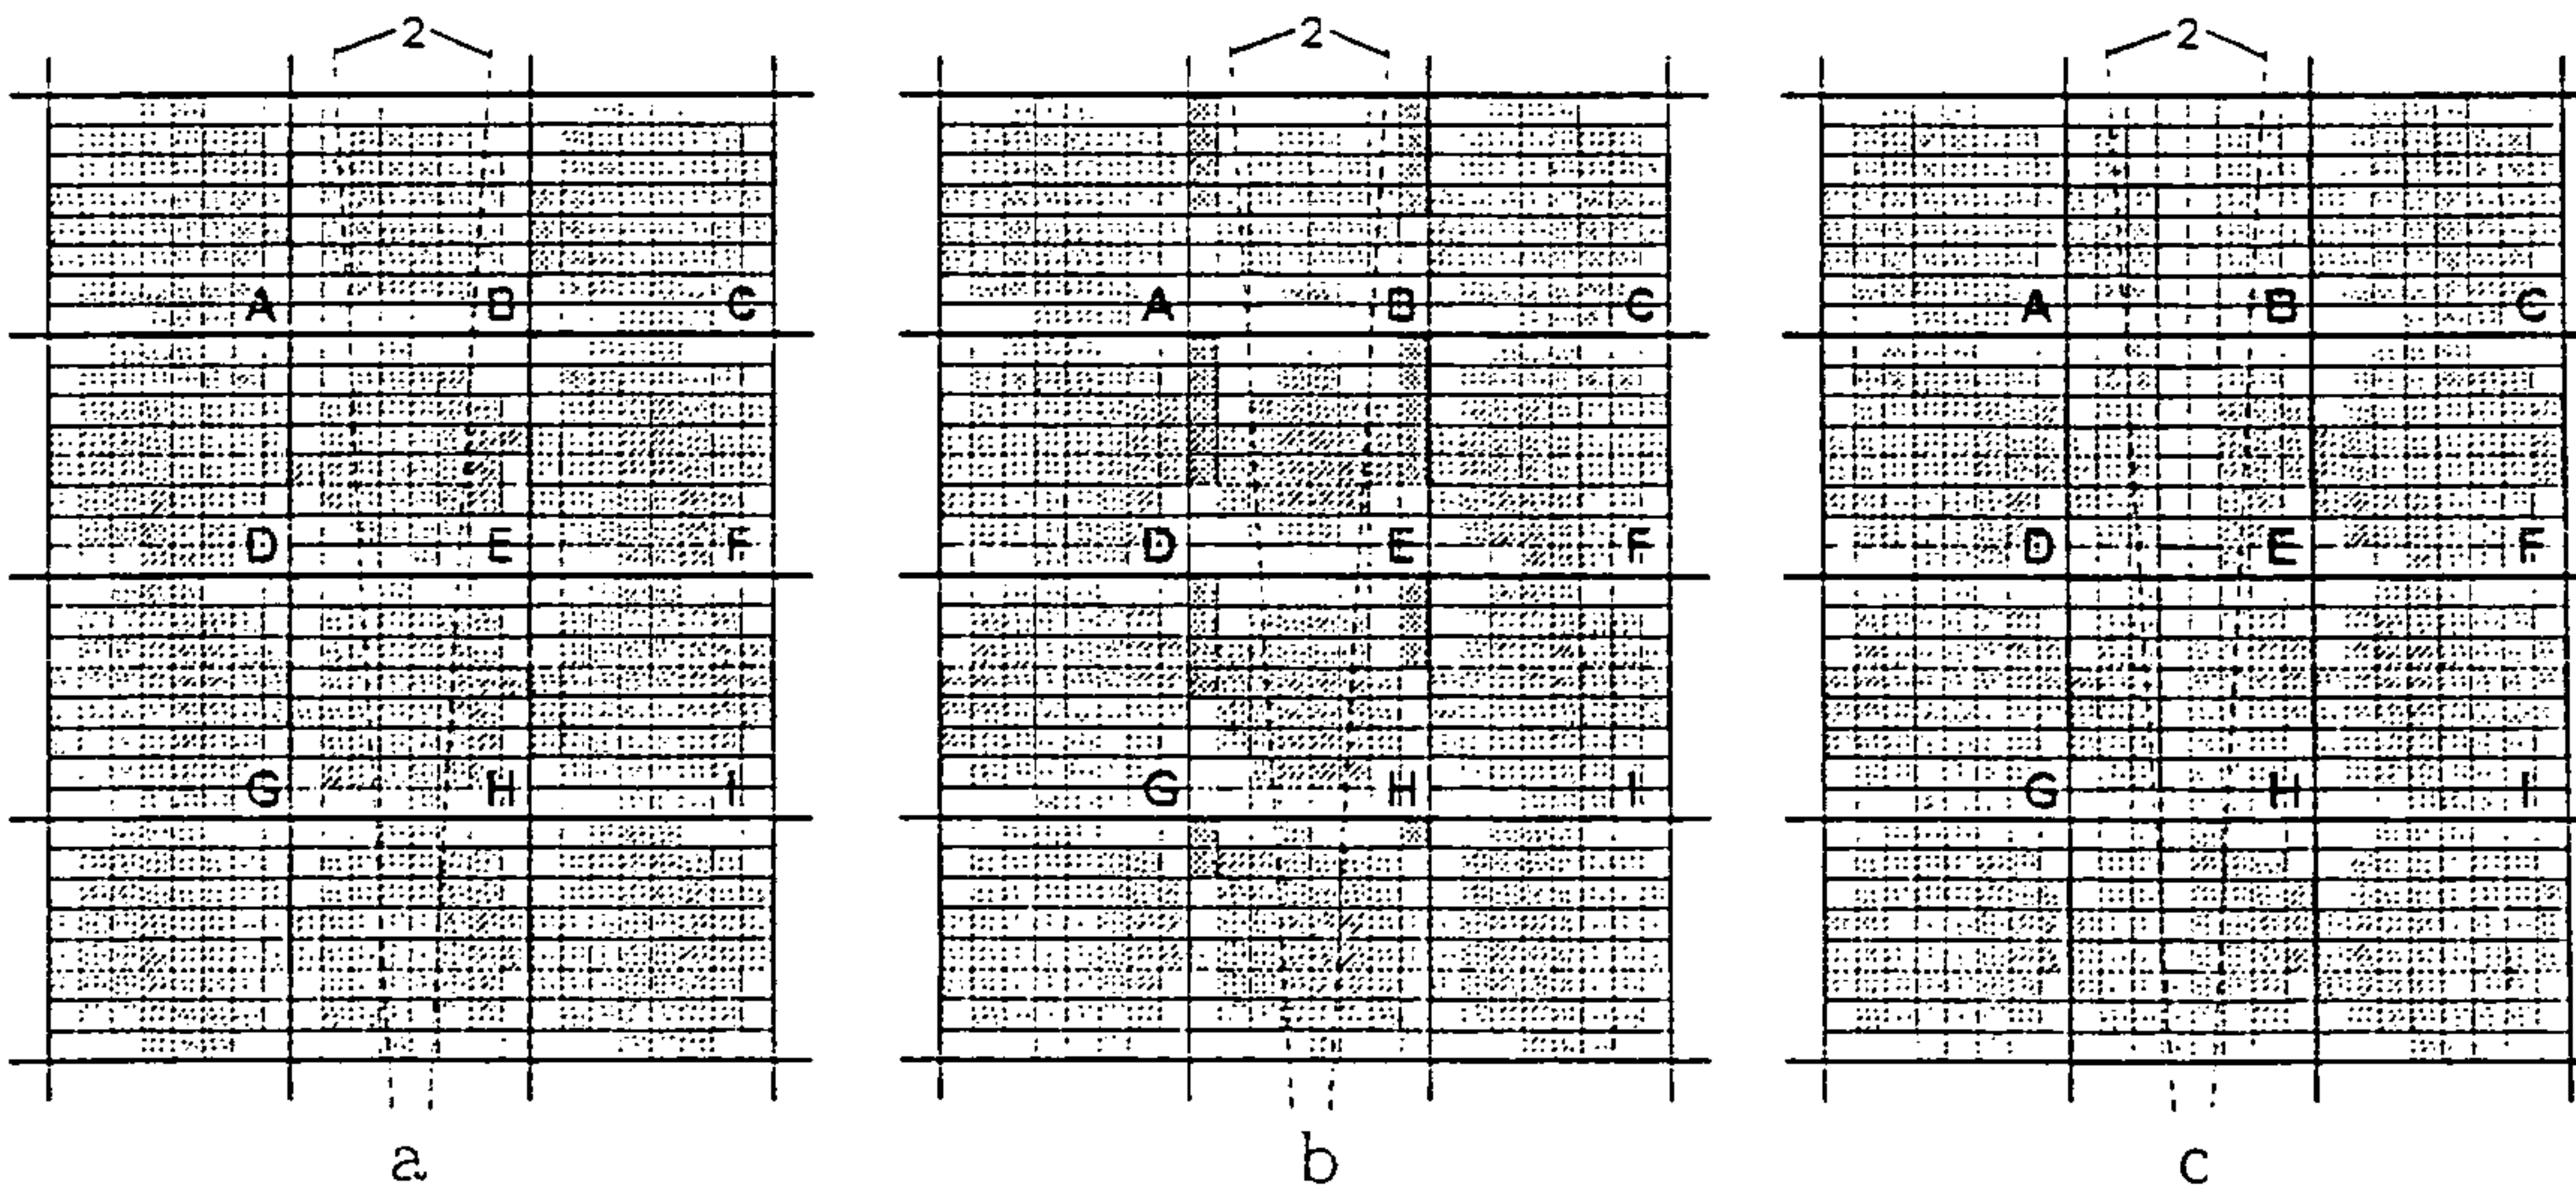 2 2 2
A B C A B C A B C
D E F D E F D E F
G H I G H I G H I
a b c